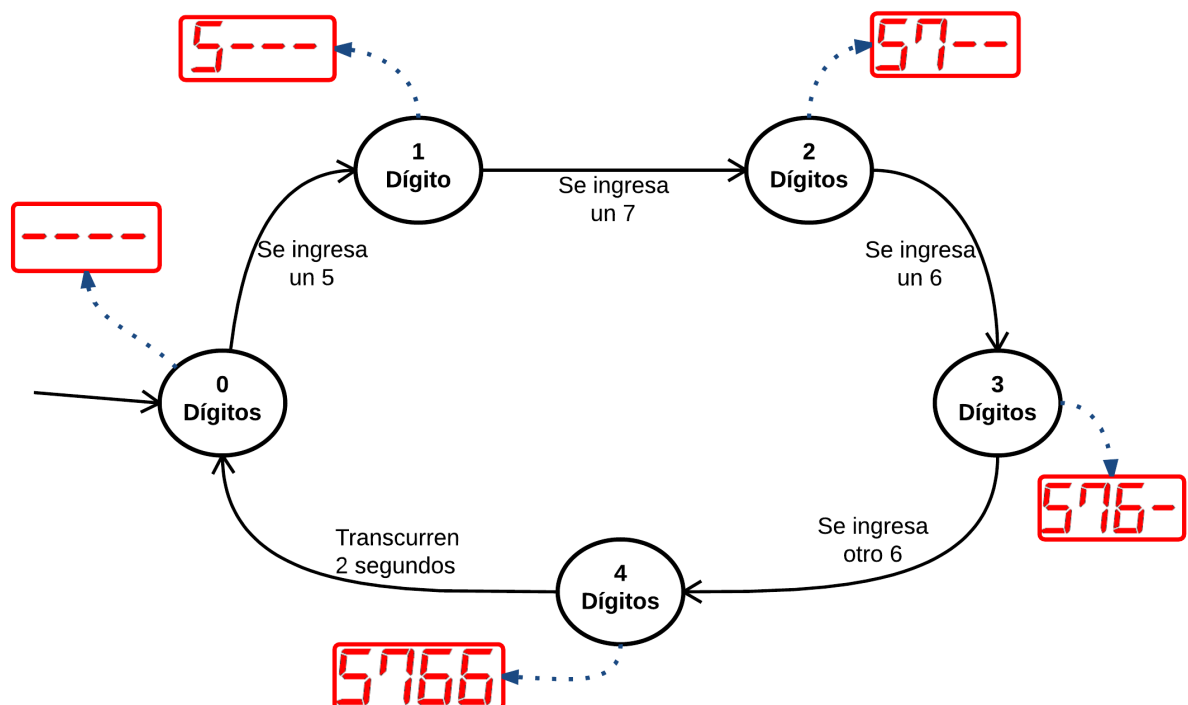 5---
57--
1
Dígito
2
Dígitos
Se ingresa
un 7
----
Se ingresa
un 5
Se ingresa
un 6
0
Dígitos
3
Dígitos
576-
Se ingresa
otro 6
Transcurren
2 segundos
4
Dígitos
5766